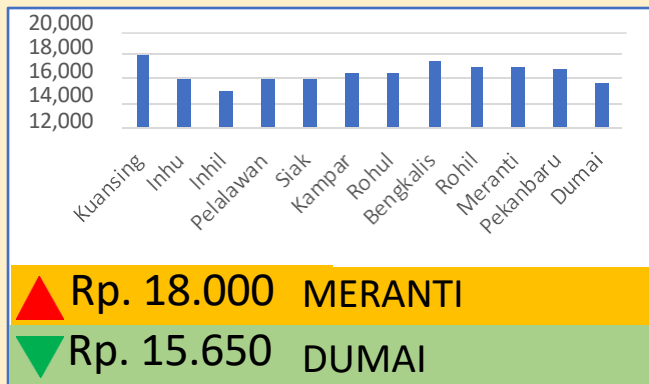 20,000
18,000
16,000
14,000
12,000
Kuansing
Inhu
Inhil
Pelalawan
Siak
Kampar
Rohul
Bengkalis
Rohil
Meranti
Pekanbaru
Dumai
Rp. 18.000 MERANTI
Rp. 15.650 DUMAI